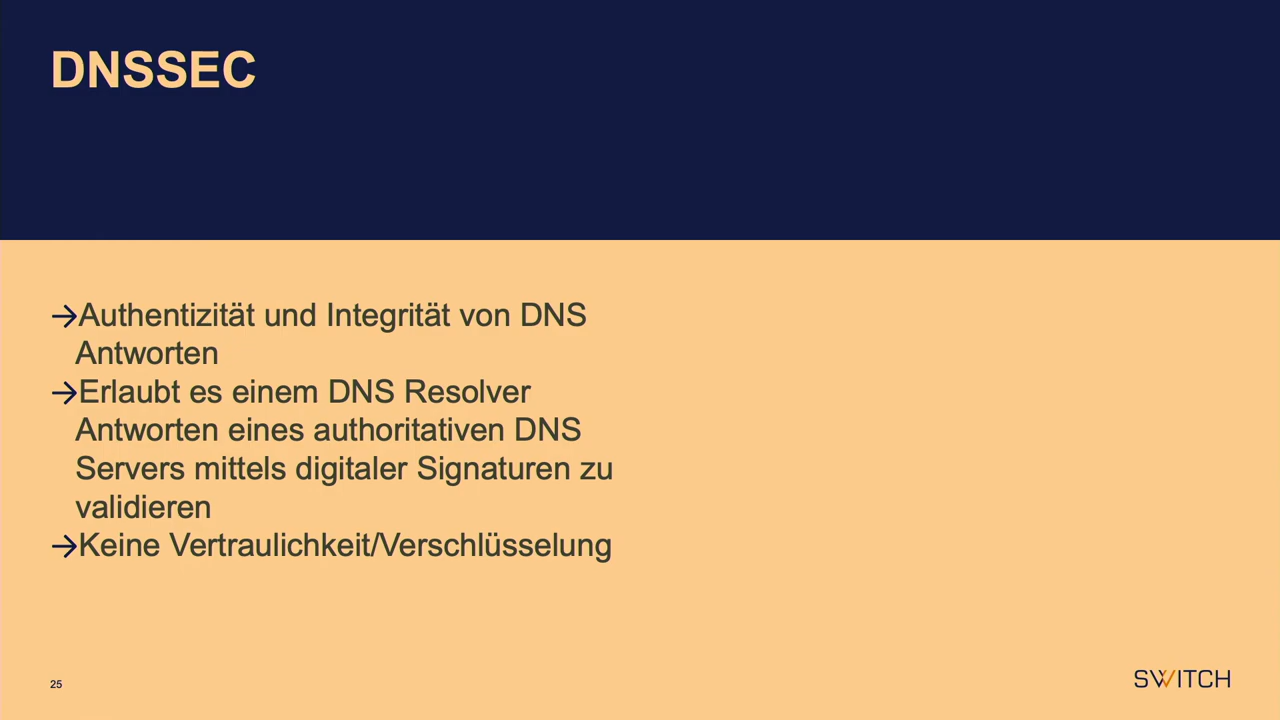 DNSSEC
→Authentizität und Integrität von DNS
Antworten
→Erlaubt es einem DNS Resolver
Antworten eines authoritativen DNS
Servers mittels digitaler Signaturen zu
validieren
→Keine Vertraulichkeit/Verschlüsselung
25
SWITCH